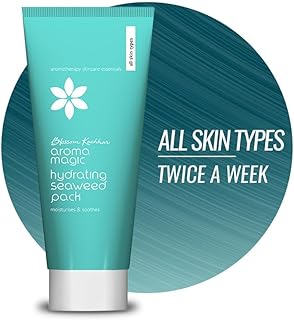 aromatherapy skincare essentials
all skin types
Blossom Kochhar
aroma
magic
hydrating
seaweed
pack
moisturises & soothes
ALL SKIN TYPES
TWICE A WEEK